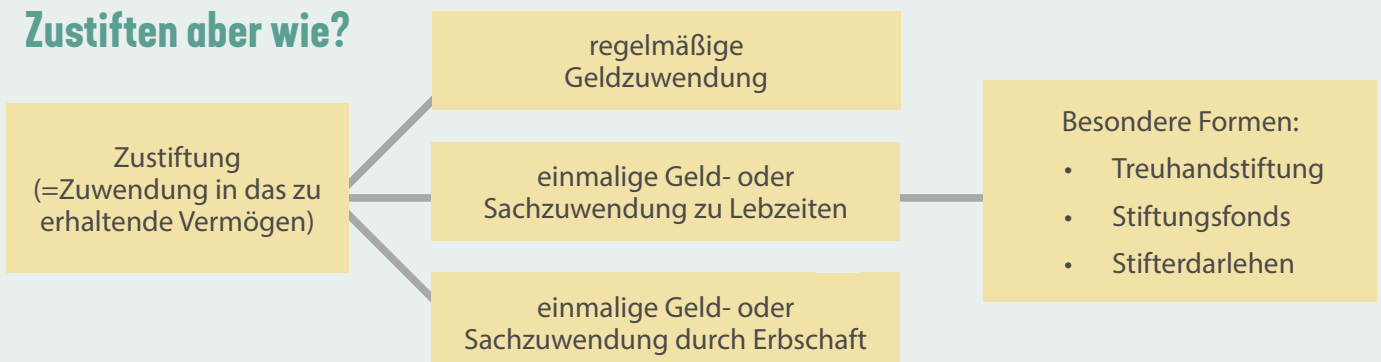 Zustiften aber wie?
Zustiftung
(=Zuwendung in das zu
erhaltende Vermögen)
regelmäßige
Geldzuwendung
einmalige Geld- oder
Sachzuwendung zu Lebzeiten
einmalige Geld- oder
Sachzuwendung durch Erbschaft
Besondere Formen:
• Treuhandstiftung
• Stiftungsfonds
• Stifterdarlehen